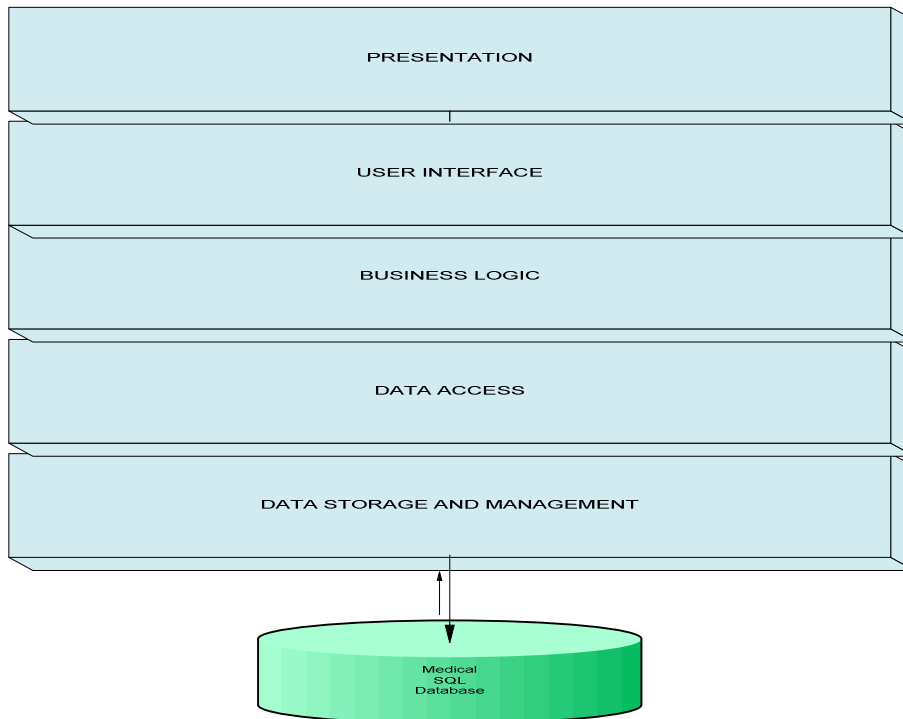 PRESENTATION
USER INTERFACE
BUSINESS LOGIC
DATA ACCESS
DATA STORAGE AND MANAGEMENT
Medical
SQL
Database